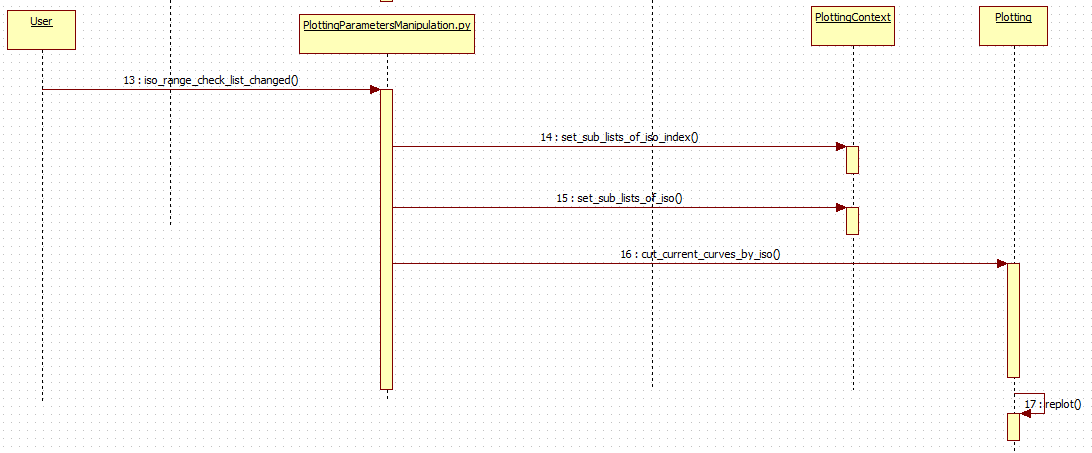 User
PlottingParametersManipulation.py
PlottingContext
Plotting
13 : iso_range_check_list_changed()
14 : set_sub_lists_of_iso_index()
15 : set_sub_lists_of_iso()
16 : cut_current_curves_by_iso()
17 : replot()